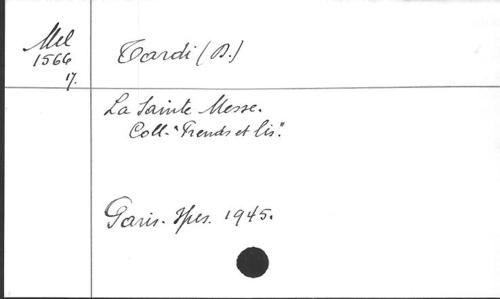 Mel
1566
17.
Tardi (D.)
La Sainte Messe.
Coll. "Prends et lis".
Paris. Spes. 1945.